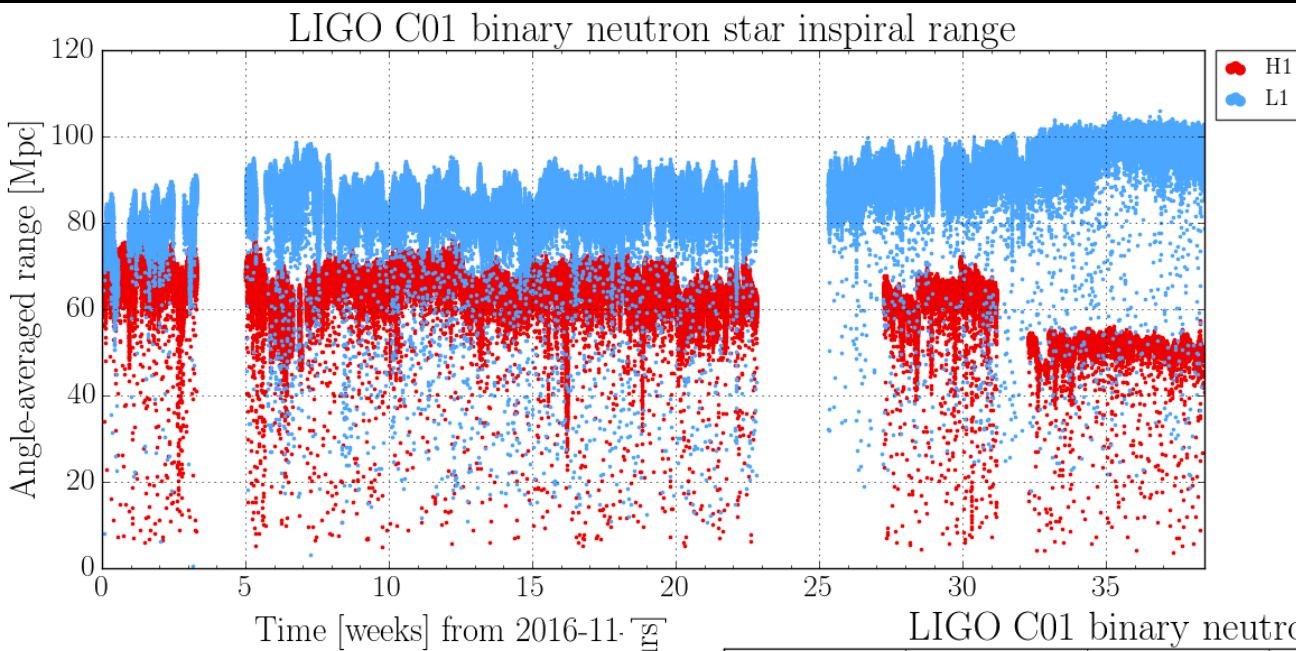 LIGO C01 binary neutron star inspiral range
120
100
80
60
40
20
0
Angle-averaged range [Mpc]
H1
L1
0 5 10 15 20 25 30 35
Time [weeks] from 2016-11-
LIGO C01 binary